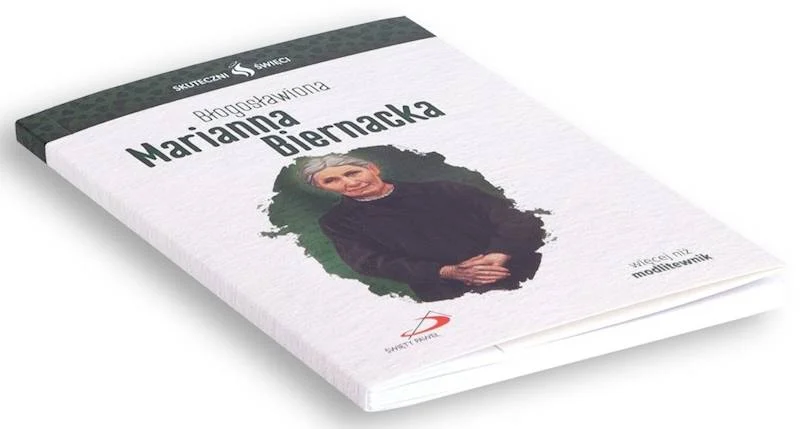 SKUTECZNI ŚWIĘCI
Błogosławiona
Marianna
Biernacka
więcej niż
modlitewnik
ŚWIĘTY PAWEŁ